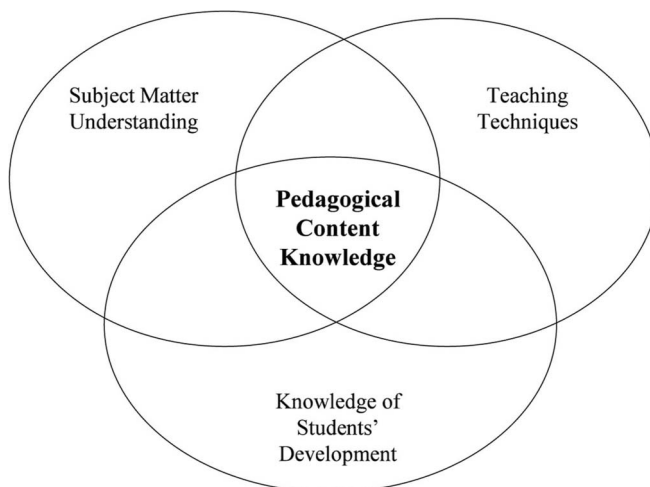 Subject Matter
Understanding
Teaching
Techniques
Pedagogical
Content
Knowledge
Knowledge of
Students’
Development